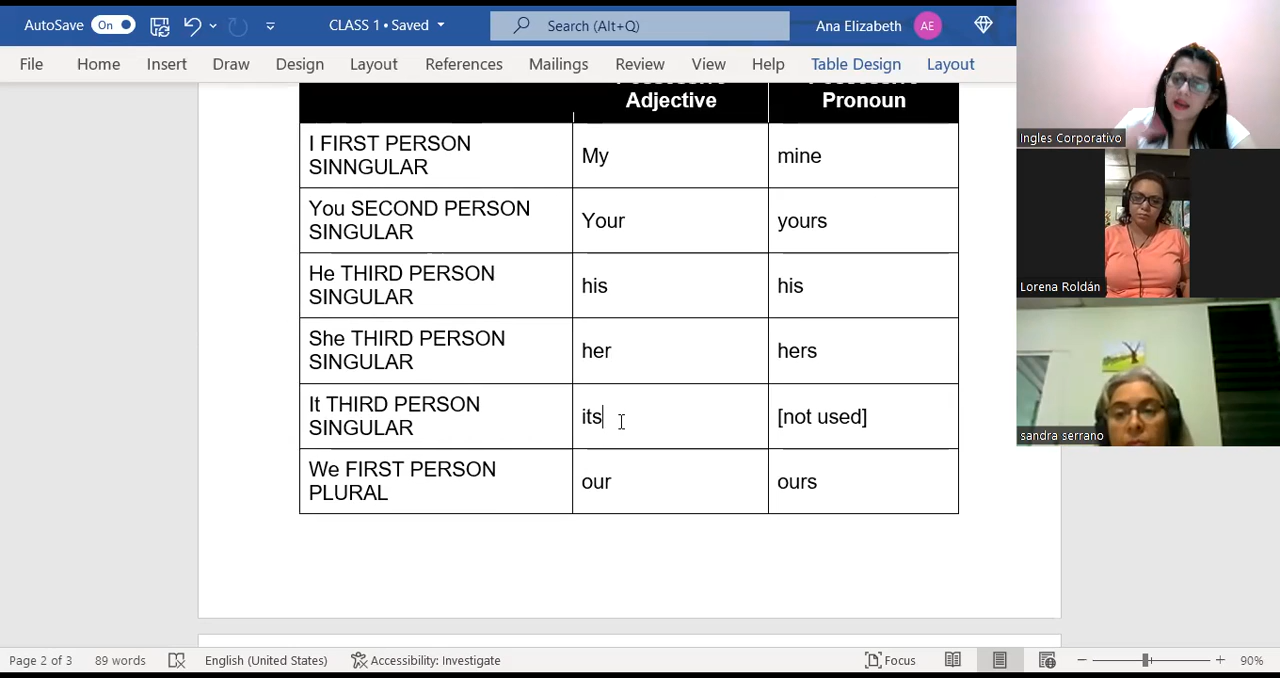 AutoSave On CLASS 1 • Saved Search (Alt+Q) Ana Elizabeth AE
File Home Insert Draw Design Layout References Mailings Review View Help Table Design Layout
Adjective Pronoun
I FIRST PERSON SINNGULAR My mine
You SECOND PERSON SINGULAR Your yours
He THIRD PERSON SINGULAR his his
She THIRD PERSON SINGULAR her hers
It THIRD PERSON SINGULAR its [not used]
We FIRST PERSON PLURAL our ours
Ingles Corporativo
Lorena Roldán
sandra serrano
Page 2 of 3 89 words English (United States) Accessibility: Investigate Focus 90%